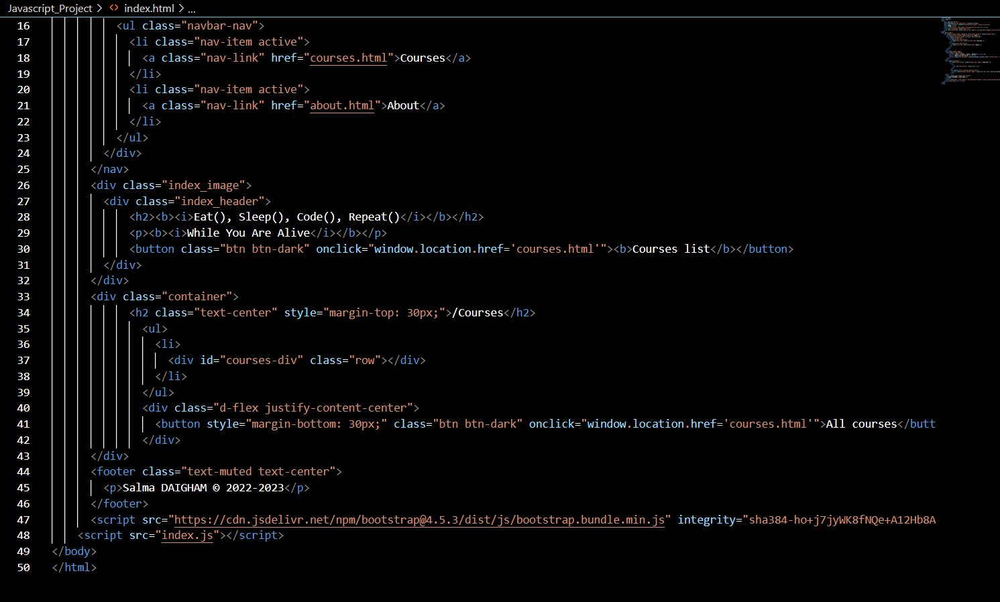 Javascript_Project > <> index.html > ...
16 <ul class="navbar-nav">
17 <li class="nav-item active">
18 <a class="nav-link" href="courses.html">Courses</a>
19 </li>
20 <li class="nav-item active">
21 <a class="nav-link" href="about.html">About</a>
22 </li>
23 </ul>
24 </div>
25 </nav>
26 <div class="index_image">
27 <div class="index_header">
28 <h2><b><i>Eat(), Sleep(), Code(), Repeat()</i></b></h2>
29 <p><b><i>While You Are Alive</i></b></p>
30 <button class="btn btn-dark" onclick="window.location.href='courses.html'"><b>Courses list</b></button>
31 </div>
32 </div>
33 <div class="container">
34 <h2 class="text-center" style="margin-top: 30px;">/Courses</h2>
35 <ul>
36 <li>
37 <div id="courses-div" class="row"></div>
38 </li>
39 </ul>
40 <div class="d-flex justify-content-center">
41 <button style="margin-bottom: 30px;" class="btn btn-dark" onclick="window.location.href='courses.html'">All courses</butt
42 </div>
43 </div>
44 <footer class="text-muted text-center">
45 <p>Salma DAIGHAM © 2022-2023</p>
46 </footer>
47 <script src="https://cdn.jsdelivr.net/npm/bootstrap@4.5.3/dist/js/bootstrap.bundle.min.js" integrity="sha384-ho+j7jyWK8fNQe+A12Hb8A
48 <script src="index.js"></script>
49 </body>
50 </html>